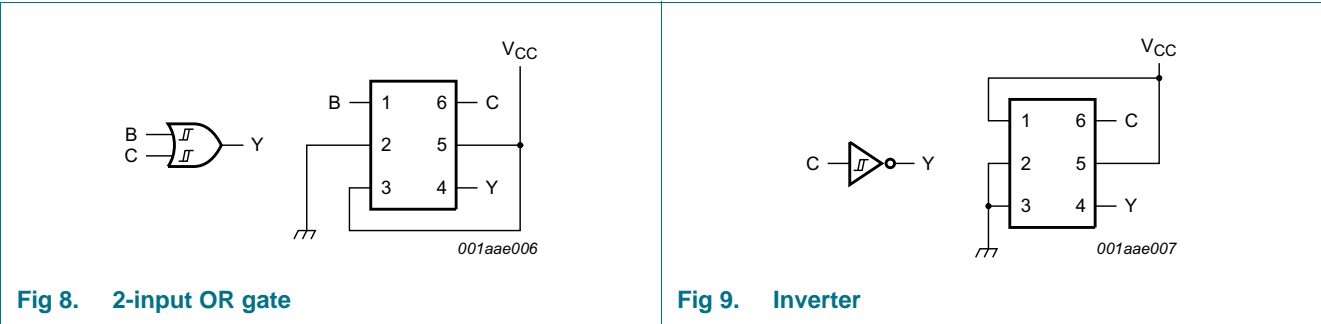 VCC
B 1 6 C
B
C
Y
2 5
3 4 Y
001aae006
Fig 8. 2-input OR gate
VCC
1 6 C
C Y
2 5
3 4 Y
001aae007
Fig 9. Inverter